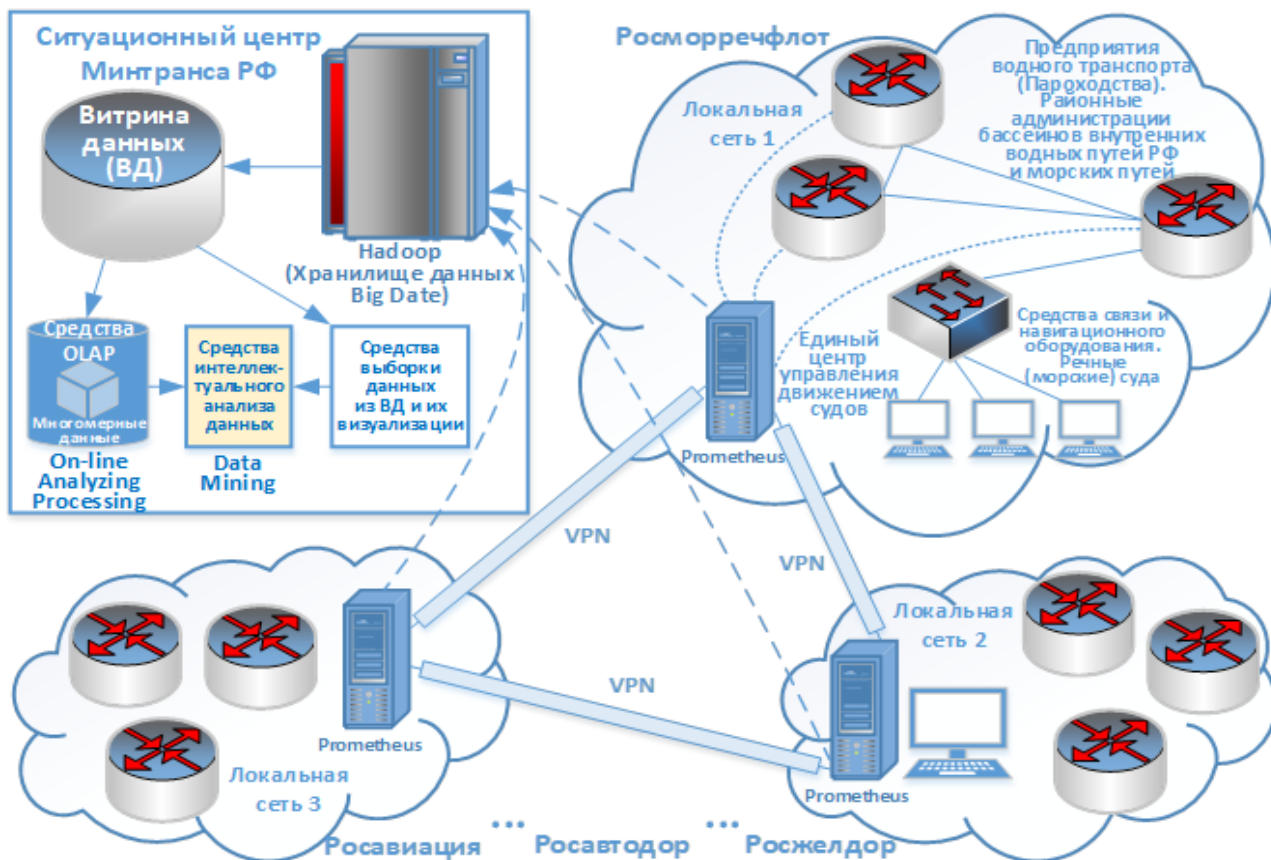 Ситуационный центр
Минтранса РФ
Витрина
данных
(ВД)
Hadoop
(Хранилище данных
Big Date)
Средства
OLAP
Многомерные
данные
On-line
Analyzing
Processing
Средства
интеллек-
туального
анализа
данных
Data
Mining
Средства
выборки
данных
из ВД и их
визуализации
Росморречфлот
Локальная
сеть 1
Предприятия
водного транспорта
(Пароходства).
Районные
администрации
бассейнов внутренних
водных путей РФ
и морских путей
Единый
центр
управления
движением
судов
Средства связи и
навигационного
оборудования.
Речные
(морские) суда
Prometheus
VPN
VPN
VPN
Локальная
сеть 2
Prometheus
Prometheus
Локальная
сеть 3
Росавиация ... Росавтодор ... Росжелдор